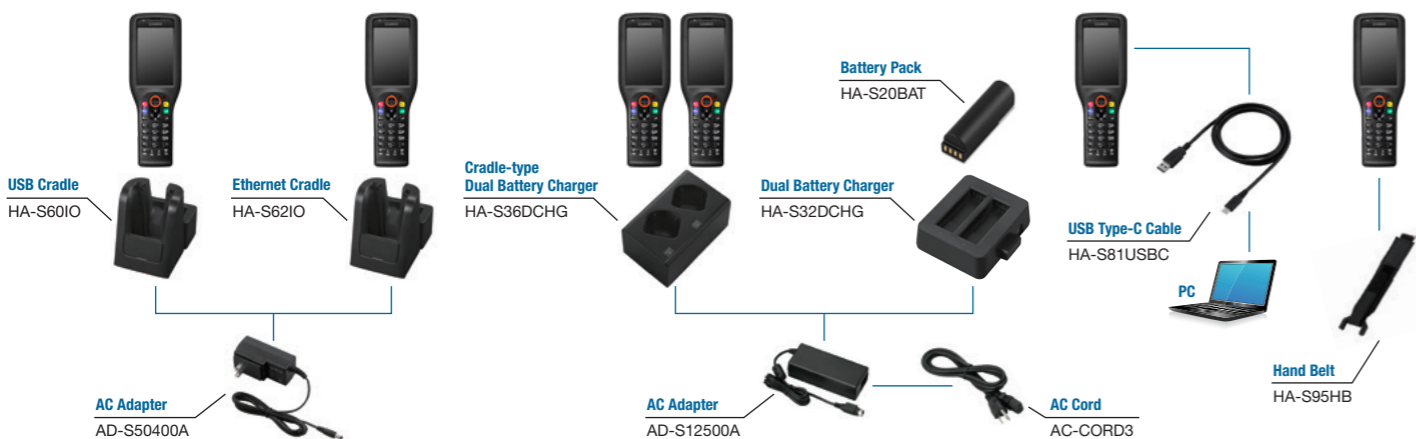 Battery Pack
HA-S20BAT
USB Cradle
HA-S60IO
Ethernet Cradle
HA-S62IO
Cradle-type
Dual Battery Charger
HA-S36DCHG
Dual Battery Charger
HA-S32DCHG
USB Type-C Cable
HA-S81USBC
PC
Hand Belt
HA-S95HB
AC Adapter
AD-S50400A
AC Adapter
AD-S12500A
AC Cord
AC-CORD3